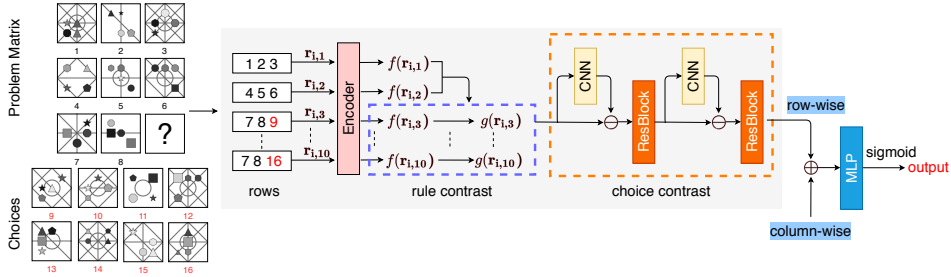 Problem Matrix
1 2 3
4 5 6
?
7 8
Choices
9 10 11 12
13 14 15 16
1 2 3
4 5 6
7 8 9
7 8 16
rows
r_{i,1}
r_{i,2}
r_{i,3}
r_{i,10}
Encoder
f(r_{i,1})
f(r_{i,2})
f(r_{i,3}) g(r_{i,3})
f(r_{i,10}) g(r_{i,10})
rule contrast
CNN
ResBlock
CNN
ResBlock
choice contrast
row-wise
column-wise
MLP
sigmoid
output